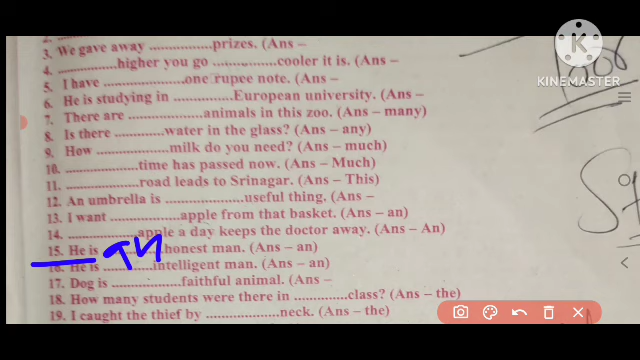 2.
3. We gave away ................prizes. (Ans –
4. ...............higher you go ................cooler it is. (Ans –
5. I have ....................one rupee note. (Ans –
6. He is studying in ...............European university. (Ans –
7. There are ...................animals in this zoo. (Ans – many)
8. Is there ............water in the glass? (Ans – any)
9. How ..................milk do you need? (Ans – much)
10. ..................time has passed now. (Ans – Much)
11. ..................road leads to Srinagar. (Ans – This)
12. An umbrella is ....................useful thing. (Ans –
13. I want ..................apple from that basket. (Ans – an)
14. .................apple a day keeps the doctor away. (Ans – An)
15. He is ...............honest man. (Ans – an)
16. He is .............intelligent man. (Ans – an)
17. Dog is ..................faithful animal. (Ans –
18. How many students were there in ..............class? (Ans – the)
19. I caught the thief by ....................neck. (Ans – the)
K
KINEMASTER